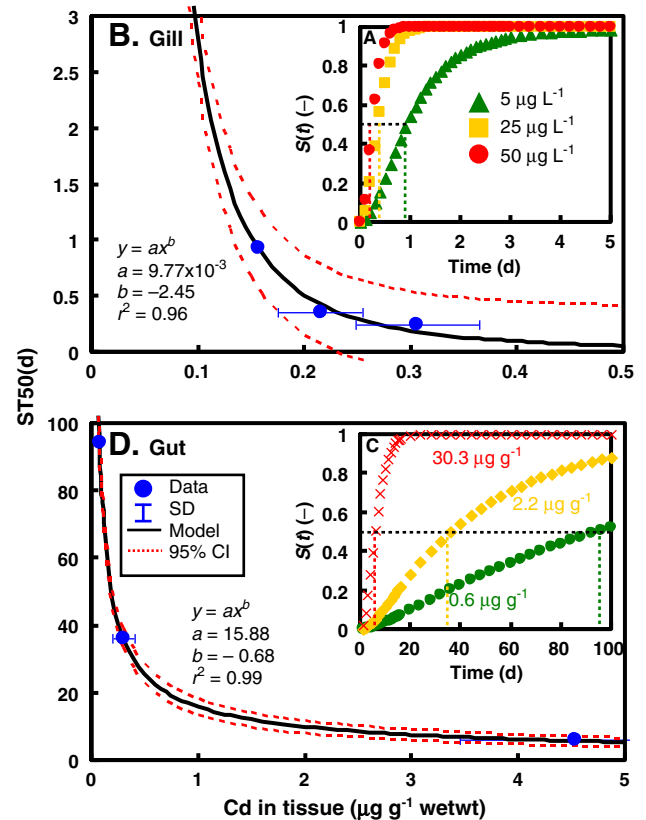 B. Gill
3
2.5
2
1.5
1
0.5
0
0
0.1
0.2
0.3
0.4
0.5
y = ax^b
a = 9.77x10^-3
b = −2.45
r^2 = 0.96
A
S(t) (−)
1
0.8
0.6
0.4
0.2
0
0
1
2
3
4
5
Time (d)
5 µg L^-1
25 µg L^-1
50 µg L^-1
ST50(d)
D. Gut
100
80
60
40
20
0
0
1
2
3
4
5
Data
SD
Model
95% CI
y = ax^b
a = 15.88
b = − 0.68
r^2 = 0.99
C
S(t) (−)
1
0.8
0.6
0.4
0.2
0
0
20
40
60
80
100
Time (d)
30.3 µg g^-1
2.2 µg g^-1
0.6 µg g^-1
Cd in tissue (µg g^-1 wetwt)